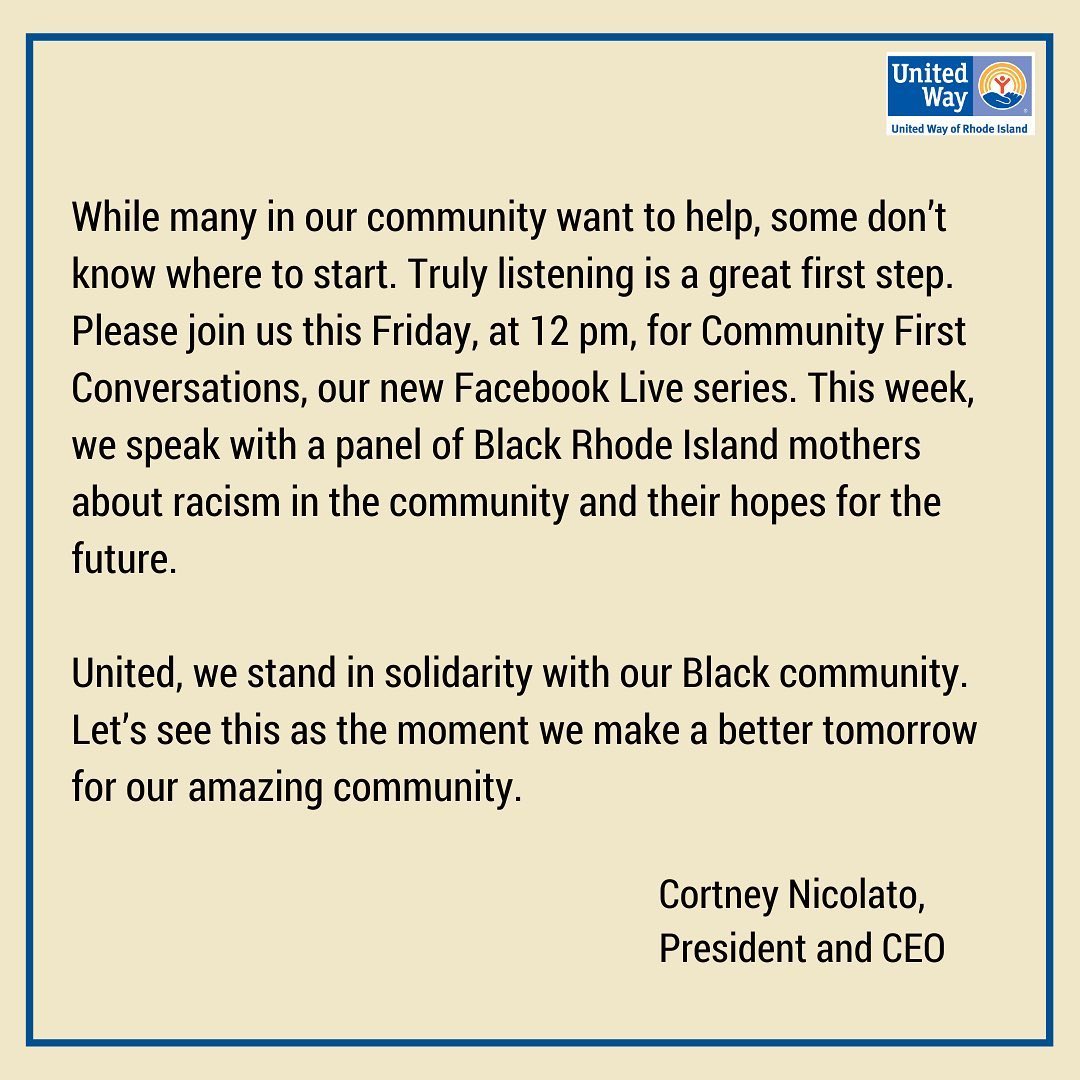 United
Way
United Way of Rhode Island
While many in our community want to help, some don’t
know where to start. Truly listening is a great first step.
Please join us this Friday, at 12 pm, for Community First
Conversations, our new Facebook Live series. This week,
we speak with a panel of Black Rhode Island mothers
about racism in the community and their hopes for the
future.
United, we stand in solidarity with our Black community.
Let’s see this as the moment we make a better tomorrow
for our amazing community.
Cortney Nicolato,
President and CEO